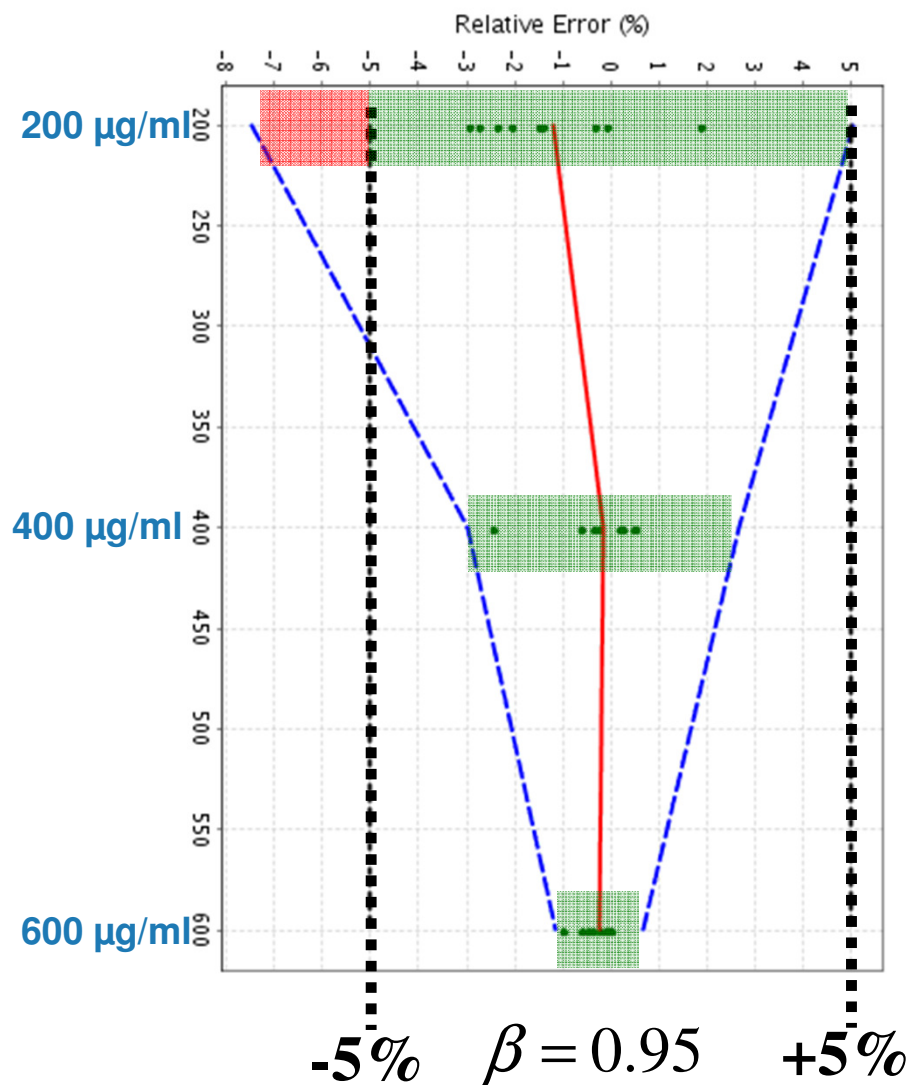 Relative Error (%)
-8 -7 -6 -5 -4 -3 -2 -1 0 1 2 3 4 5
200 µg/ml
200
250
300
350
400 µg/ml
400
450
500
550
600 µg/ml
600
-5% β = 0.95 +5%